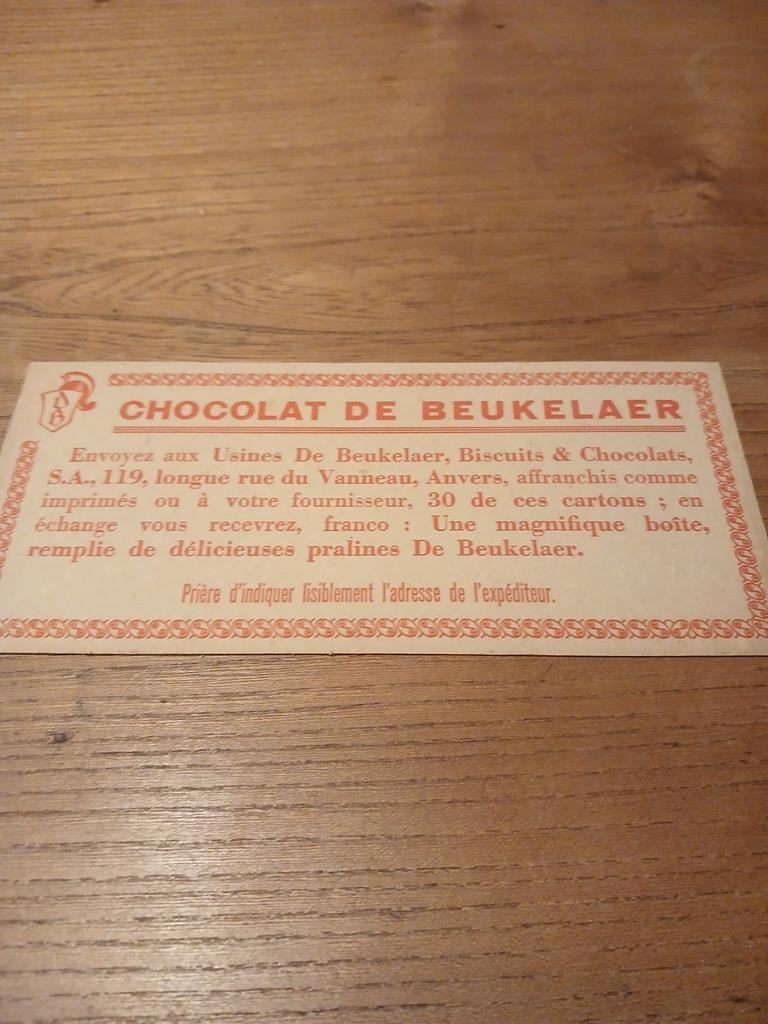 CHOCOLAT DE BEUKELAER
Envoyez aux Usines De Beukelaer, Biscuits & Chocolats,
S.A., 119, longue rue du Vanneau, Anvers, affranchis comme
imprimés ou à votre fournisseur, 30 de ces cartons ; en
échange vous recevrez, franco : Une magnifique boîte,
remplie de délicieuses pralines De Beukelaer.
Prière d'indiquer lisiblement l'adresse de l'expéditeur.